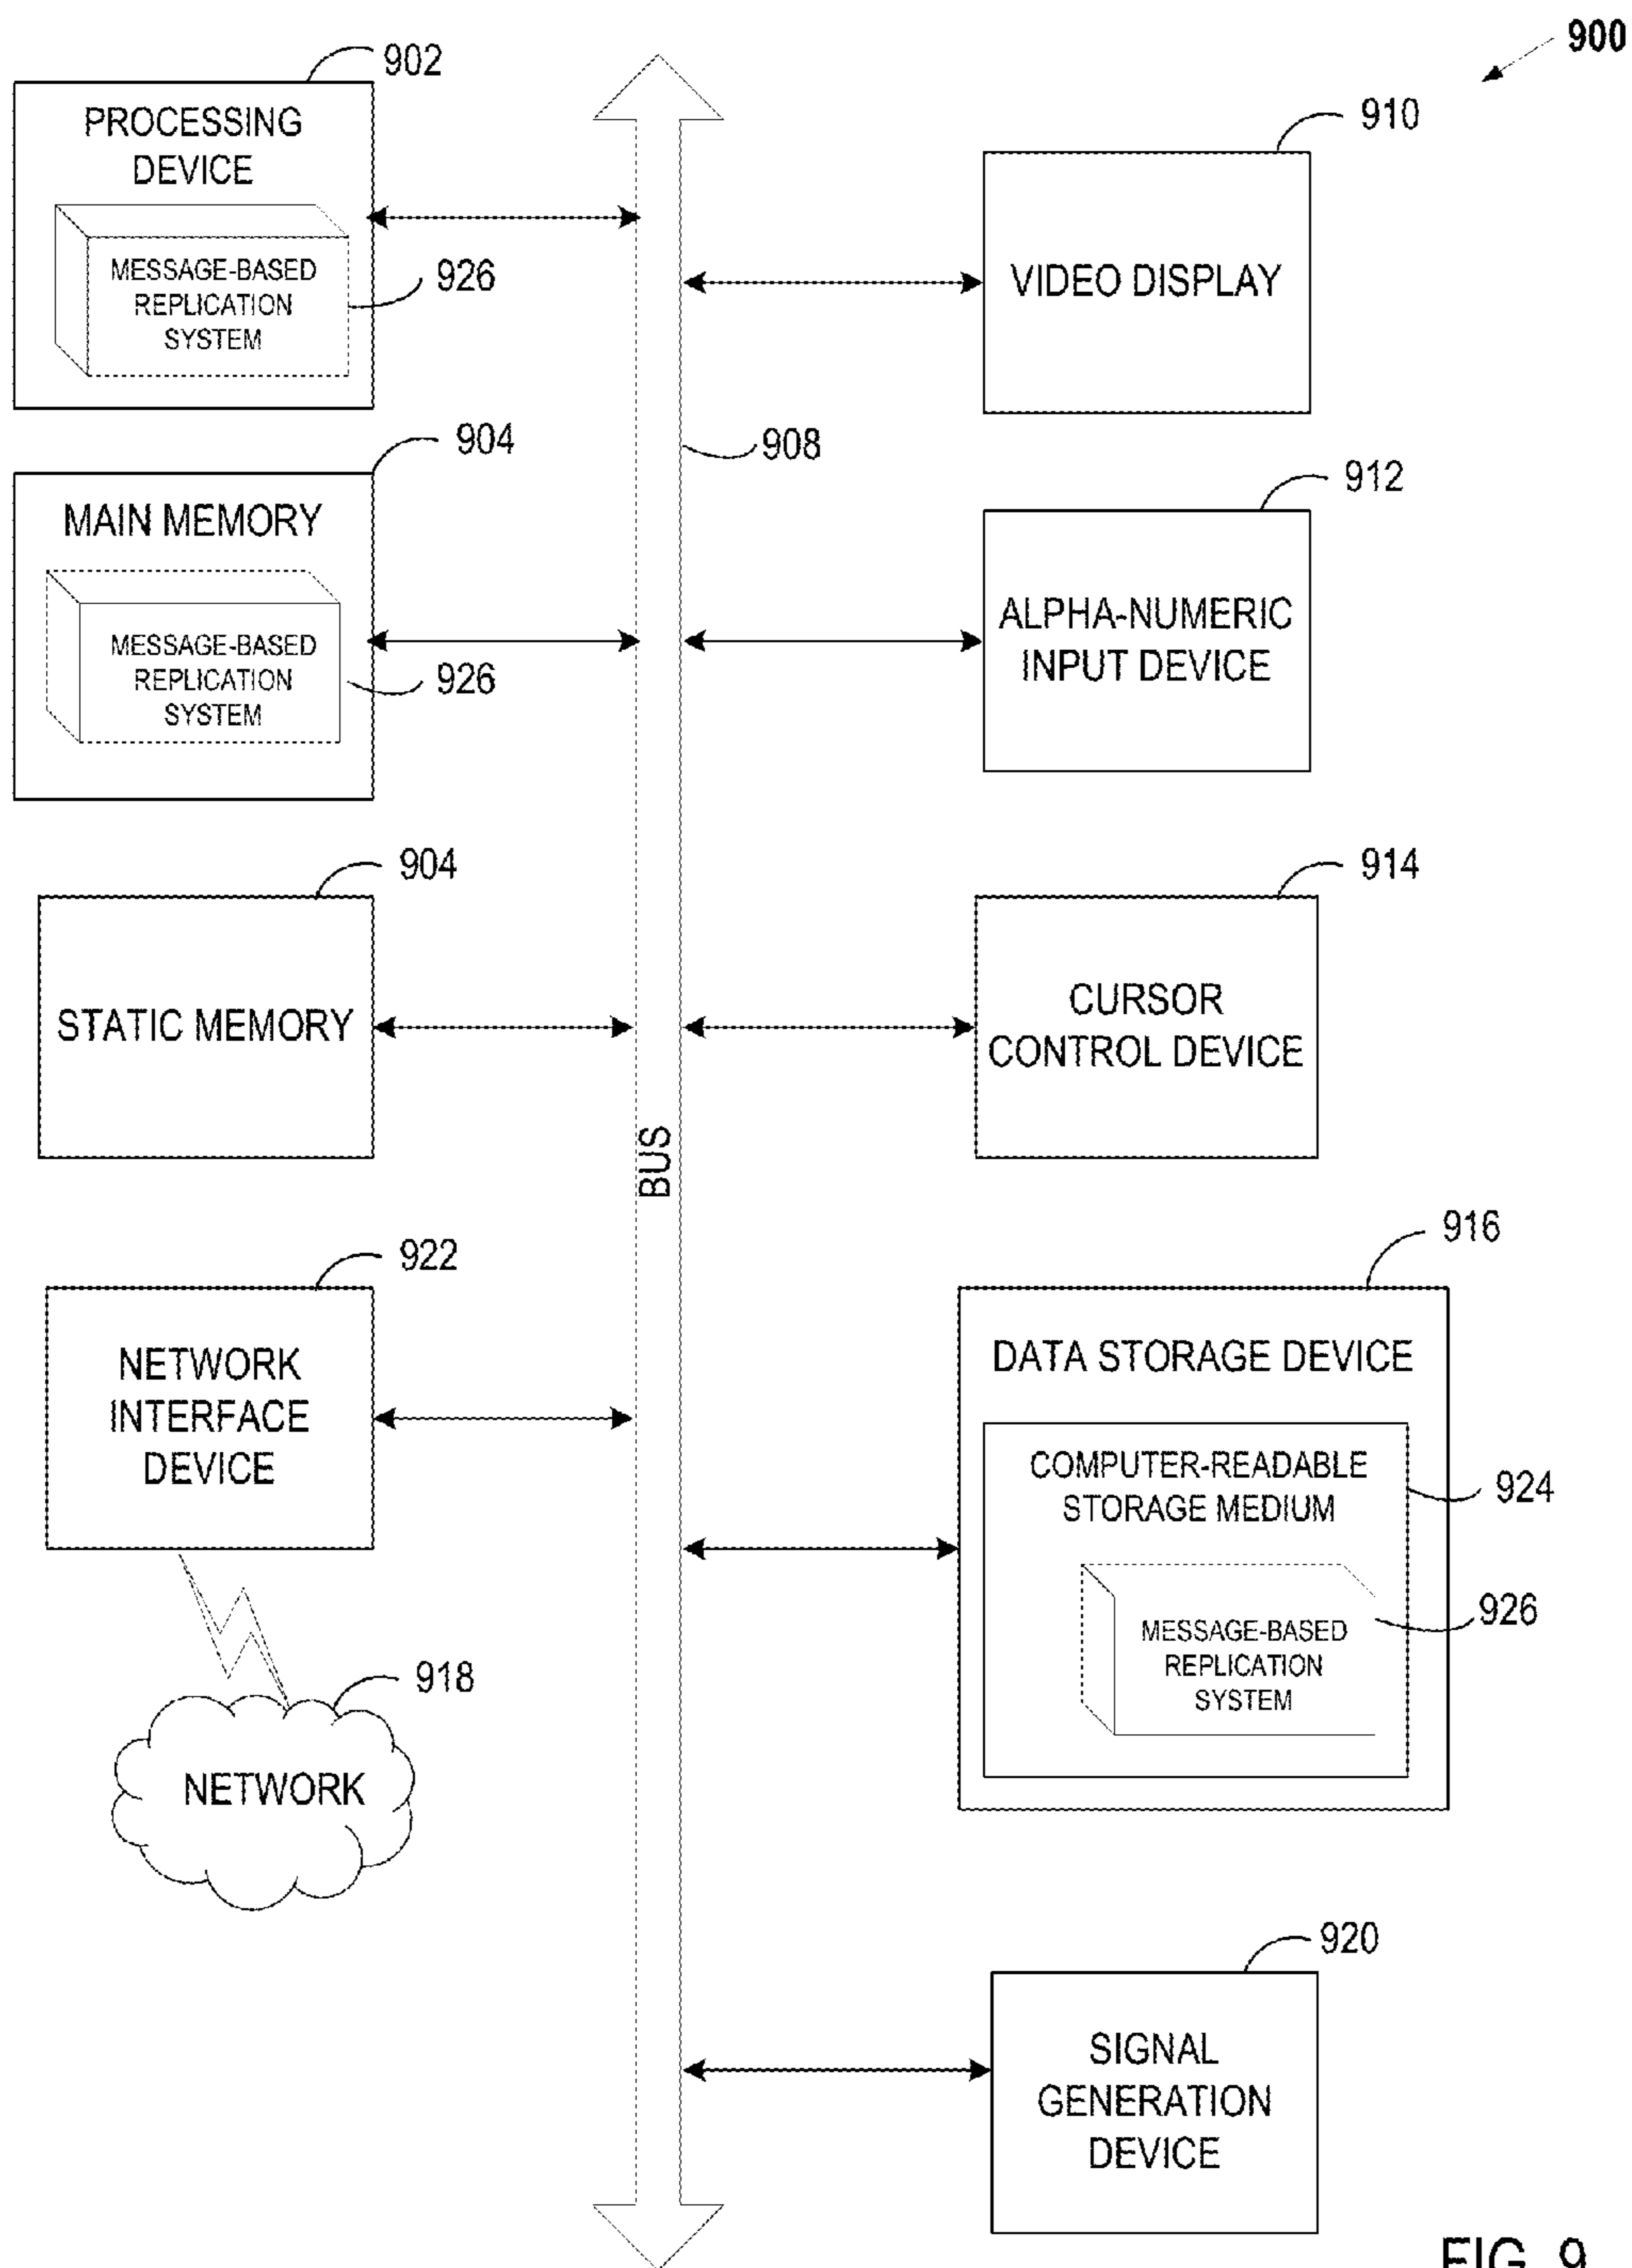 900
902
PROCESSING
DEVICE
MESSAGE-BASED
REPLICATION
SYSTEM
926
904
MAIN MEMORY
MESSAGE-BASED
REPLICATION
SYSTEM
926
904
STATIC MEMORY
922
NETWORK
INTERFACE
DEVICE
918
NETWORK
908
BUS
910
VIDEO DISPLAY
912
ALPHA-NUMERIC
INPUT DEVICE
914
CURSOR
CONTROL DEVICE
916
DATA STORAGE DEVICE
COMPUTER-READABLE
STORAGE MEDIUM
924
MESSAGE-BASED
REPLICATION
SYSTEM
926
920
SIGNAL
GENERATION
DEVICE
FIG. 9